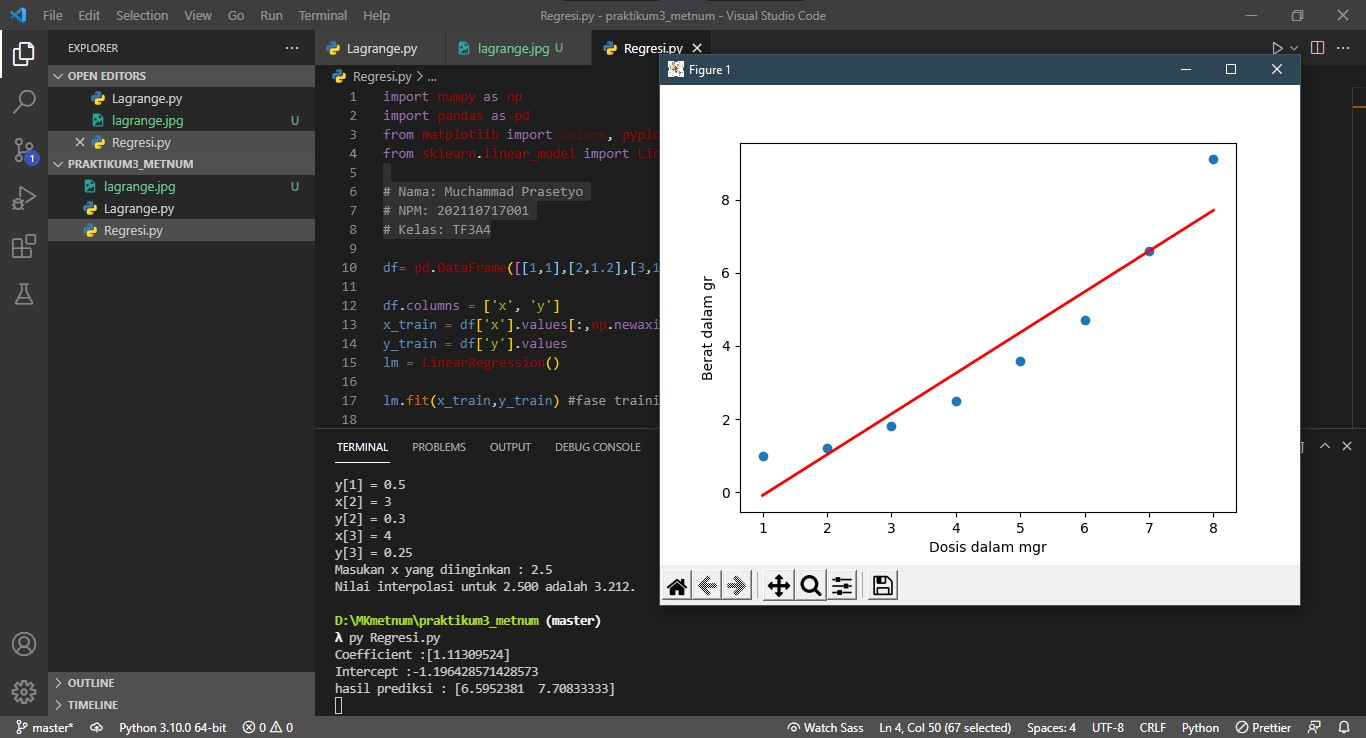 File Edit Selection View Go Run Terminal Help
Regresi.py - praktikum3_metnum - Visual Studio Code
EXPLORER
OPEN EDITORS
Lagrange.py
lagrange.jpg U
Regresi.py
PRAKTIKUM3_METNUM
lagrange.jpg U
Lagrange.py
Regresi.py
OUTLINE
TIMELINE
1
Lagrange.py
lagrange.jpg U
Regresi.py
Regresi.py > ...
1 import numpy as np
2 import pandas as pd
3 from matplotlib import colors, pyplo
4 from sklearn.linear_model import Lin
5
6 # Nama: Muchammad Prasetyo
7 # NPM: 202110717001
8 # Kelas: TF3A4
9
10 df= pd.DataFrame([[1,1],[2,1.2],[3,1
11
12 df.columns = ['x', 'y']
13 x_train = df['x'].values[:,np.newaxi
14 y_train = df['y'].values
15 lm = LinearRegression()
16
17 lm.fit(x_train,y_train) #fase traini
18
TERMINAL PROBLEMS OUTPUT DEBUG CONSOLE
y[1] = 0.5
x[2] = 3
y[2] = 0.3
x[3] = 4
y[3] = 0.25
Masukan x yang diinginkan : 2.5
Nilai interpolasi untuk 2.500 adalah 3.212.
D:\MKmetnum\praktikum3_metnum (master)
λ py Regresi.py
Coefficient :[1.11309524]
Intercept :-1.196428571428573
hasil prediksi : [6.5952381  7.70833333]
Figure 1
8
6
4
2
0
Berat dalam gr
1 2 3 4 5 6 7 8
Dosis dalam mgr
master* Python 3.10.0 64-bit 0 0 Watch Sass Ln 4, Col 50 (67 selected) Spaces: 4 UTF-8 CRLF Python Prettier